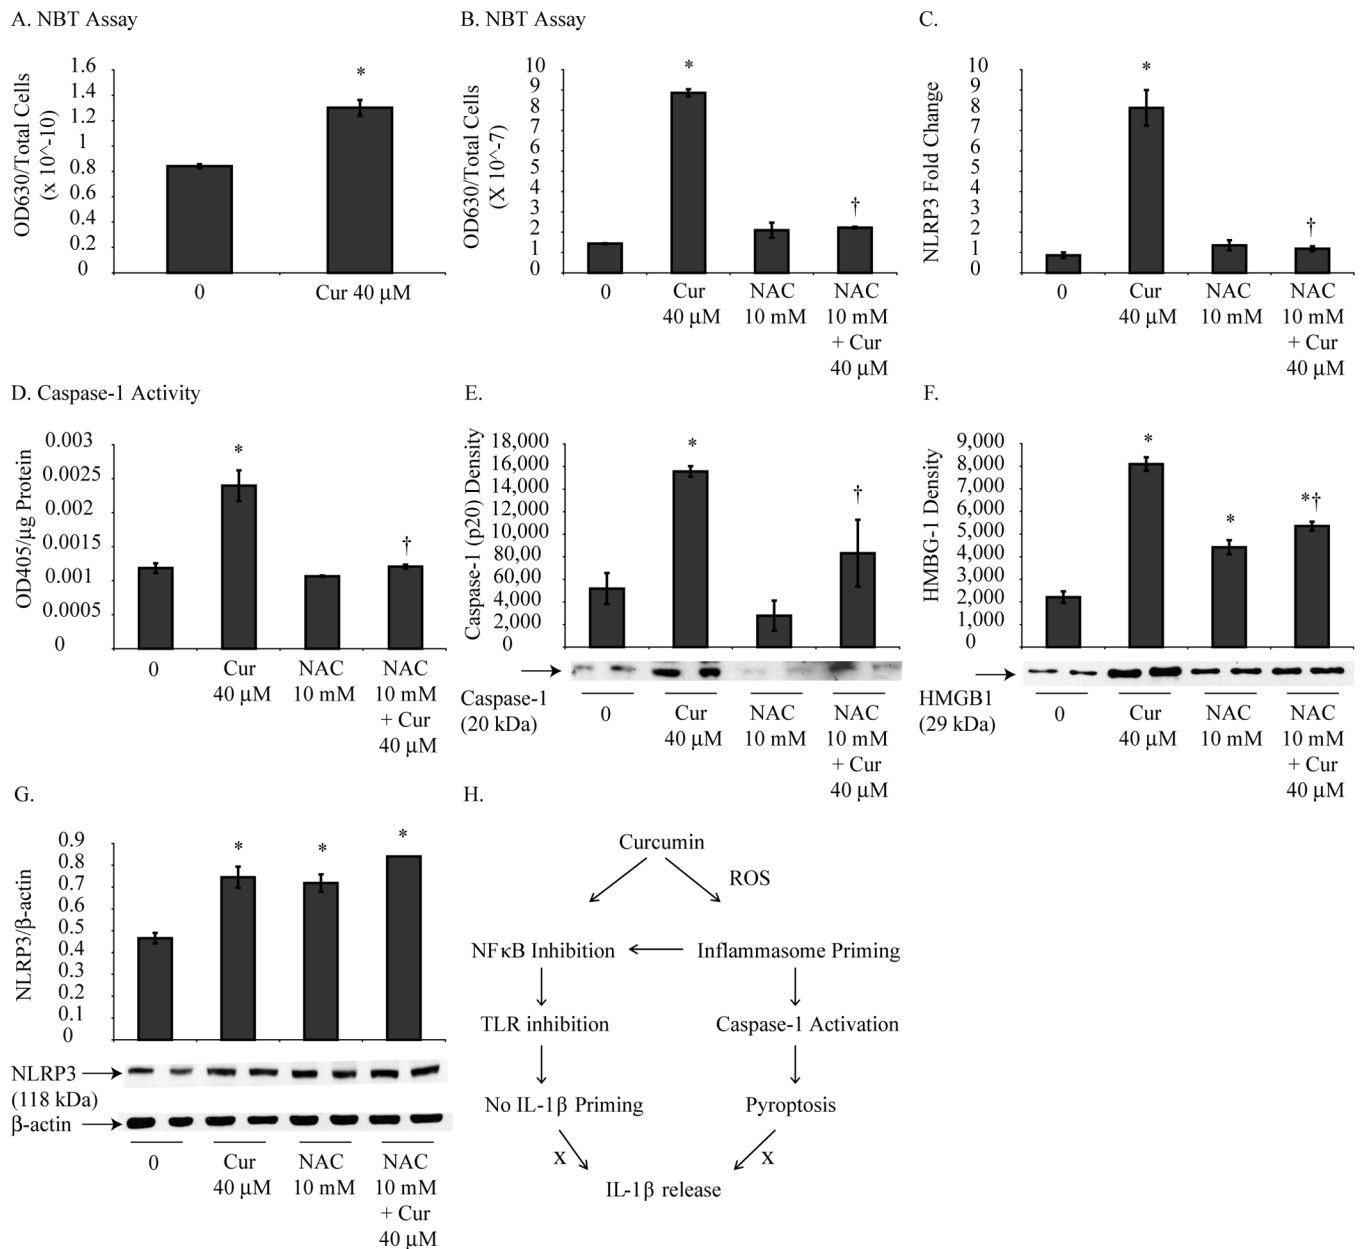 A. NBT Assay
OD630/Total Cells
(x 10^-10)
1.6
1.4
1.2
1
0.8
0.6
0.4
0.2
0
*
0
Cur 40 µM
B. NBT Assay
OD630/Total Cells
(X 10^-7)
10
9
8
7
6
5
4
3
2
1
0
*
†
0
Cur
40 µM
NAC
10 mM
NAC
10 mM
+ Cur
40 µM
C.
NLRP3 Fold Change
10
9
8
7
6
5
4
3
2
1
0
*
†
0
Cur
40 µM
NAC
10 mM
NAC
10 mM
+ Cur
40 µM
D. Caspase-1 Activity
OD405/µg Protein
0.003
0.0025
0.002
0.0015
0.001
0.0005
0
*
†
0
Cur
40 µM
NAC
10 mM
NAC
10 mM
+ Cur
40 µM
E.
Caspase-1 (p20) Density
18,000
16,000
14,000
12,000
10,000
80,00
60,00
4,000
2,000
0
*
†
Caspase-1
(20 kDa)
0
Cur
40 µM
NAC
10 mM
NAC
10 mM
+ Cur
40 µM
F.
HMBG-1 Density
9,000
8,000
7,000
6,000
5,000
4,000
3,000
2,000
1,000
0
*
*
*†
HMGB1
(29 kDa)
0
Cur
40 µM
NAC
10 mM
NAC
10 mM
+ Cur
40 µM
G.
NLRP3/β-actin
0.9
0.8
0.7
0.6
0.5
0.4
0.3
0.2
0.1
0
*
*
*
NLRP3
(118 kDa)
β-actin
0
Cur
40 µM
NAC
10 mM
NAC
10 mM
+ Cur
40 µM
H.
Curcumin
ROS
NFκB Inhibition
Inflammasome Priming
TLR inhibition
Caspase-1 Activation
No IL-1β Priming
Pyroptosis
X
X
IL-1β release